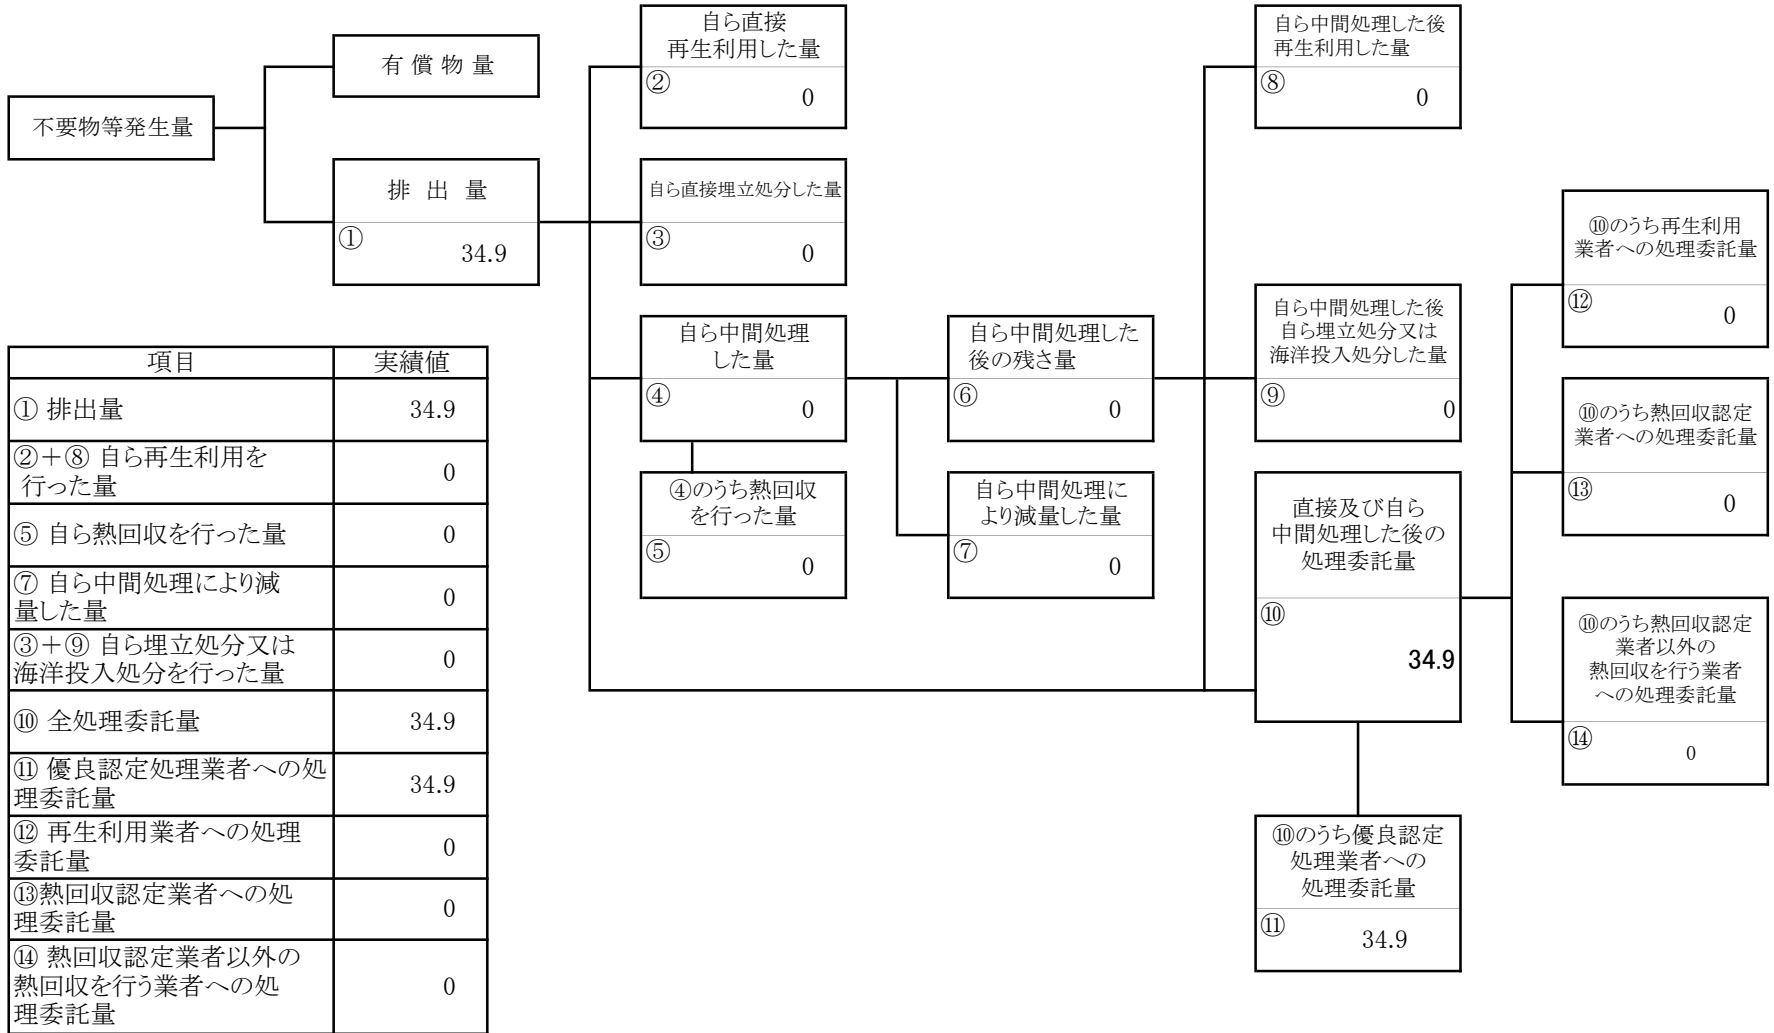 不要物等発生量
有 償 物 量
排 出 量
①
34.9
自ら直接
再生利用した量
②
0
自ら直接埋立処分した量
③
0
自ら中間処理
した量
④
0
④のうち熱回収
を行った量
⑤
0
自ら中間処理した
後の残さ量
⑥
0
自ら中間処理に
より減量した量
⑦
0
自ら中間処理した後
再生利用した量
⑧
0
自ら中間処理した後
自ら埋立処分又は
海洋投入処分した量
⑨
0
直接及び自ら
中間処理した後の
処理委託量
⑩
34.9
⑩のうち優良認定
処理業者への
処理委託量
⑪
34.9
⑩のうち再生利用
業者への処理委託量
⑫
0
⑩のうち熱回収認定
業者への処理委託量
⑬
0
⑩のうち熱回収認定
業者以外の
熱回収を行う業者
への処理委託量
⑭
0
項目 実績値
① 排出量 34.9
②+⑧ 自ら再生利用を
行った量 0
⑤ 自ら熱回収を行った量 0
⑦ 自ら中間処理により減
量した量 0
③+⑨ 自ら埋立処分又は
海洋投入処分を行った量 0
⑩ 全処理委託量 34.9
⑪ 優良認定処理業者への処
理委託量 34.9
⑫ 再生利用業者への処理
委託量 0
⑬熱回収認定業者への処
理委託量 0
⑭ 熱回収認定業者以外の
熱回収を行う業者への処
理委託量 0